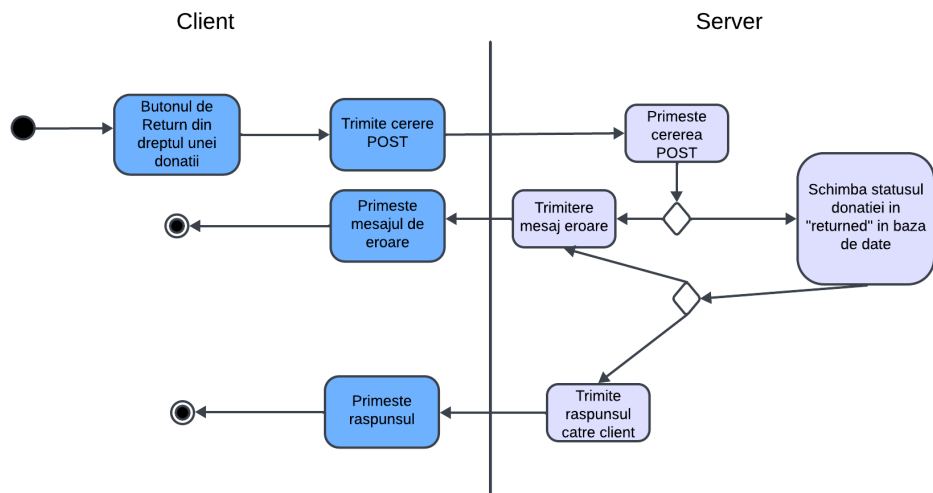 Client
Server
Butonul de
Return din
dreptul unei
donatii
Trimite cerere
POST
Primeste
cererea
POST
Primeste
mesajul de
eroare
Trimitere
mesaj eroare
Schimba statusul
donatiei in
"returned" in baza
de date
Primeste
raspunsul
Trimite
raspunsul
catre client